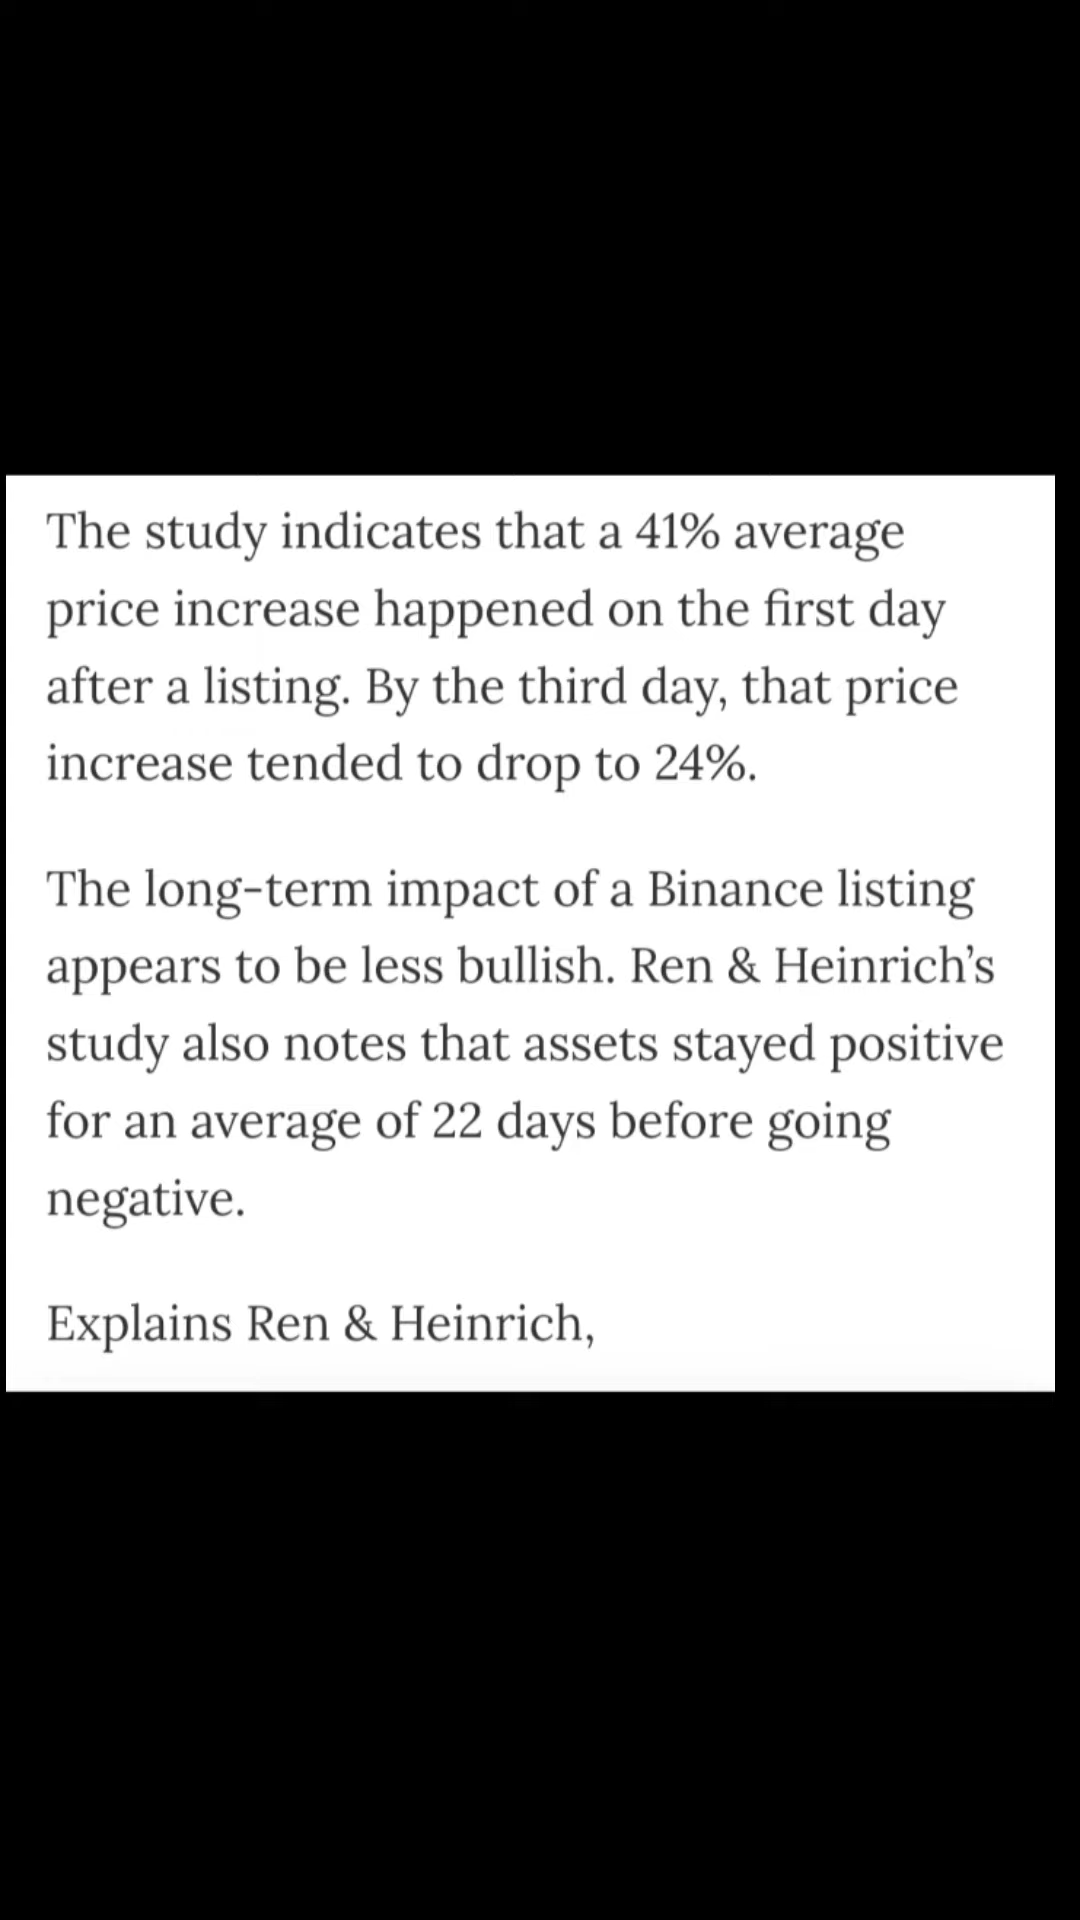 The study indicates that a 41% average
price increase happened on the first day
after a listing. By the third day, that price
increase tended to drop to 24%.
The long-term impact of a Binance listing
appears to be less bullish. Ren & Heinrich’s
study also notes that assets stayed positive
for an average of 22 days before going
negative.
Explains Ren & Heinrich,